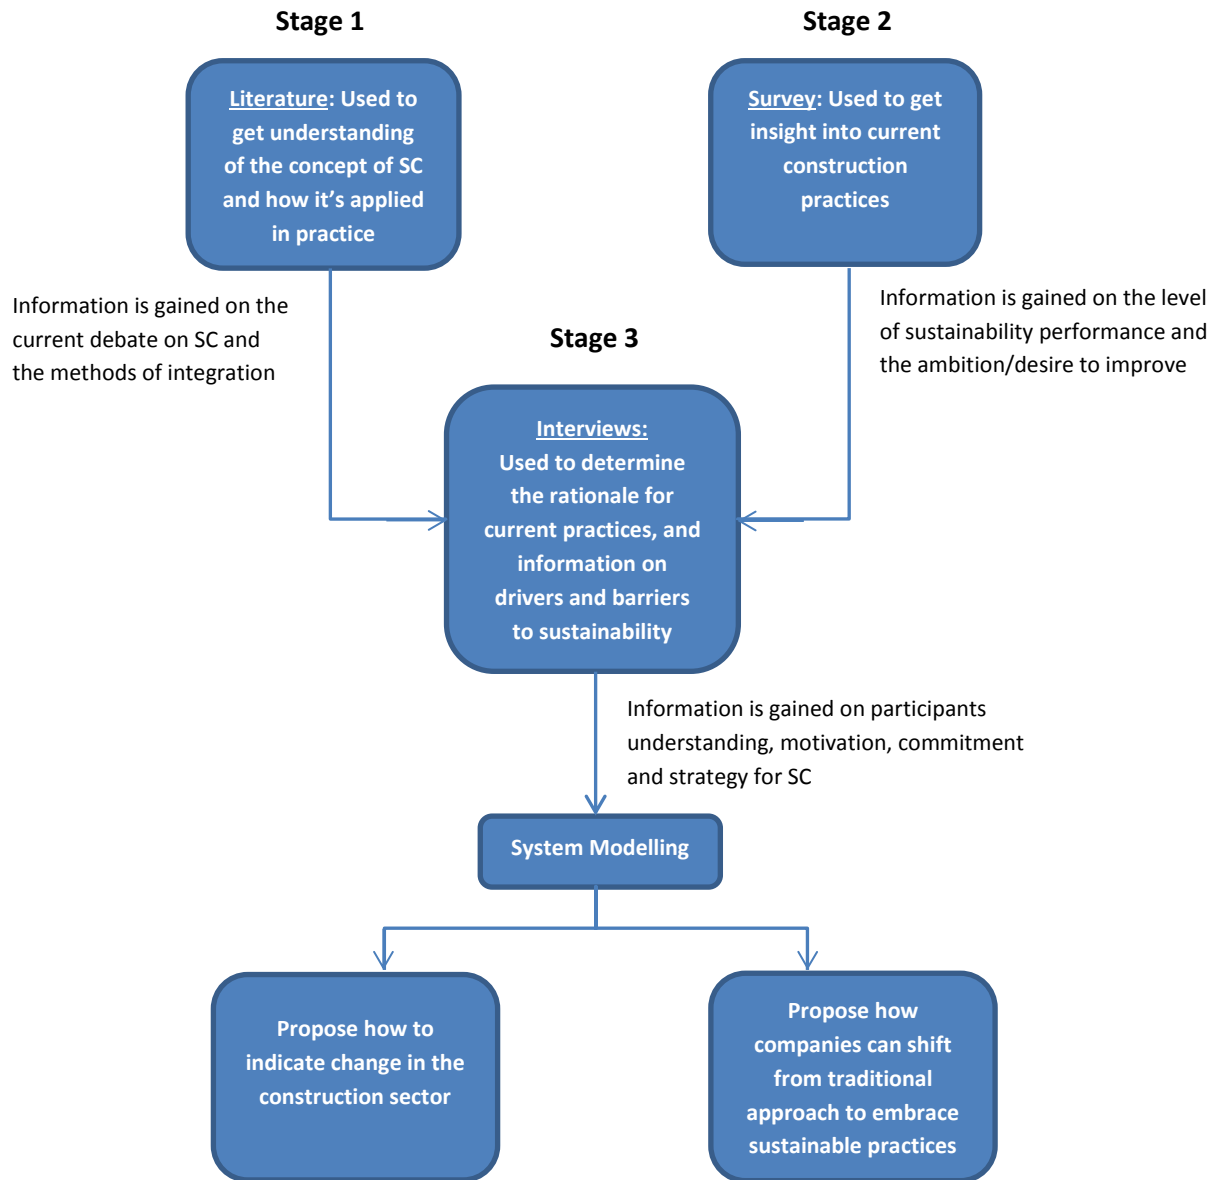 Stage 1
Literature: Used to
get understanding
of the concept of SC
and how it’s applied
in practice
Information is gained on the
current debate on SC and
the methods of integration
Stage 2
Survey: Used to get
insight into current
construction
practices
Information is gained on the level
of sustainability performance and
the ambition/desire to improve
Stage 3
Interviews:
Used to determine
the rationale for
current practices, and
information on
drivers and barriers
to sustainability
Information is gained on participants
understanding, motivation, commitment
and strategy for SC
System Modelling
Propose how to
indicate change in the
construction sector
Propose how
companies can shift
from traditional
approach to embrace
sustainable practices